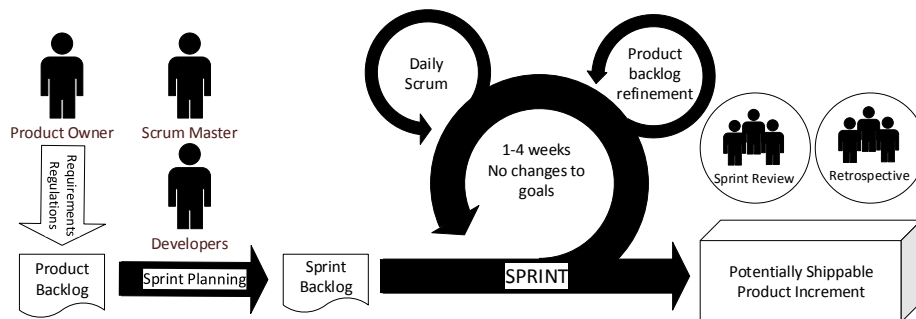 Product Owner
Scrum Master
Requirements
Regulations
Developers
Product
Backlog
Sprint Planning
Sprint
Backlog
Daily
Scrum
Product
backlog
refinement
1-4 weeks
No changes to
goals
SPRINT
Sprint Review
Retrospective
Potentially Shippable
Product Increment